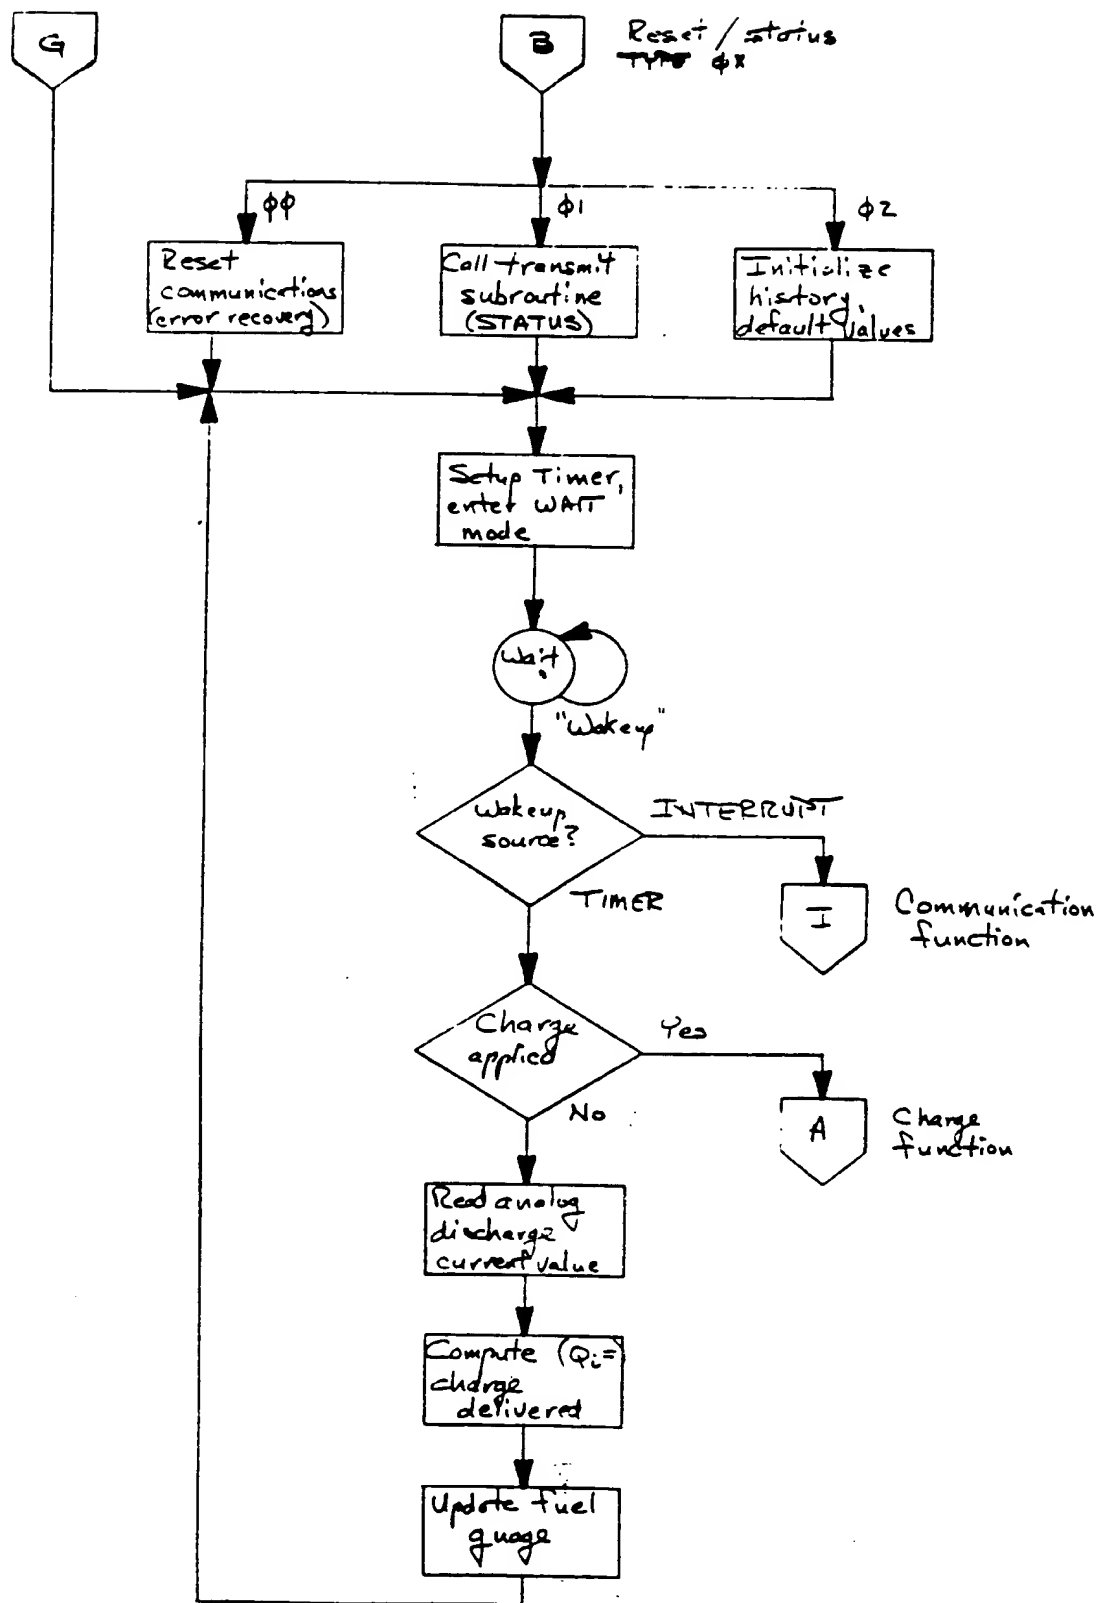 G
B
Reset / status
TYPE φx
φφ
φ1
φ2
Reset
communications
(error recovery)
Call transmit
subroutine
(STATUS)
Initialize
history,
default values
Setup Timer,
enter WAIT
mode
Wait
"Wakeup"
Wakeup
source?
INTERRUPT
TIMER
I
Communication
function
Charge
applied
Yes
No
A
Charge
function
Read analog
discharge
current value
Compute (Qi=)
charge
delivered
Update fuel
guage